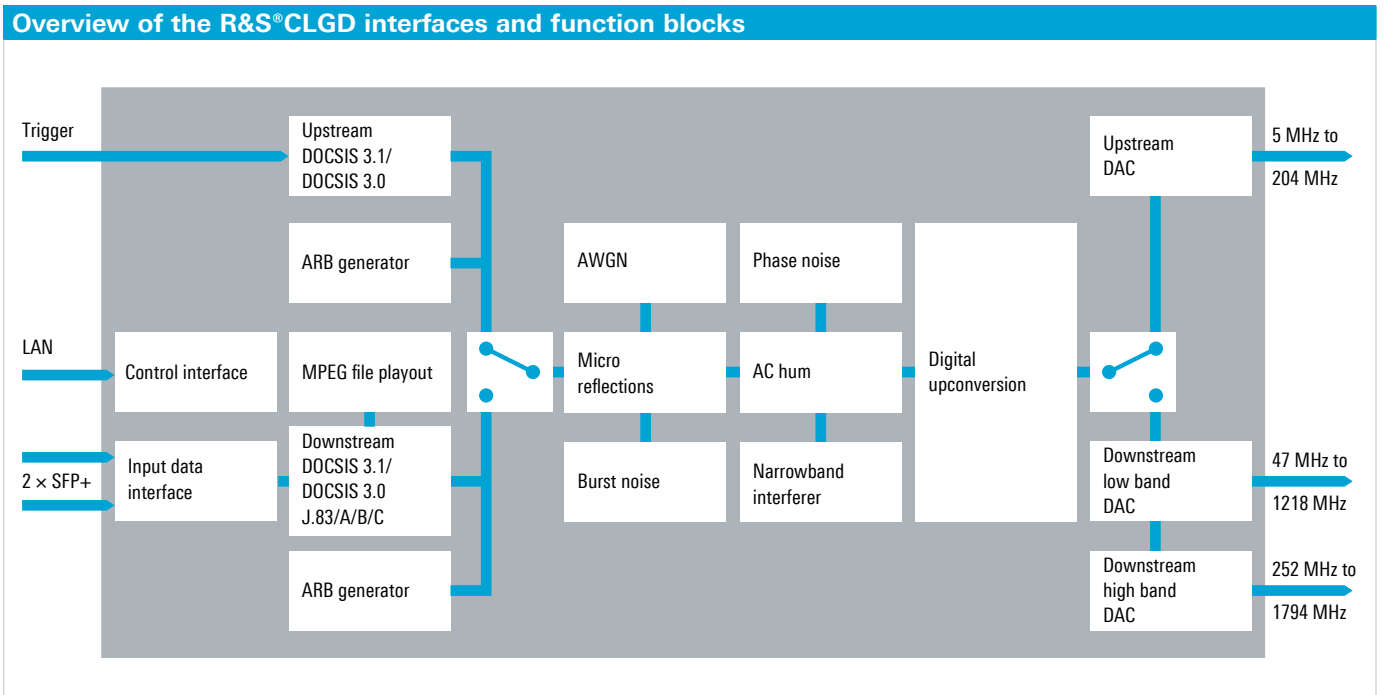 Overview of the R&S®CLGD interfaces and function blocks
Trigger
Upstream
DOCSIS 3.1/
DOCSIS 3.0
Upstream
DAC
5 MHz to
204 MHz
ARB generator
AWGN
Phase noise
LAN
Control interface
MPEG file playout
Micro
reflections
AC hum
Digital
upconversion
2 × SFP+
Input data
interface
Downstream
DOCSIS 3.1/
DOCSIS 3.0
J.83/A/B/C
Burst noise
Narrowband
interferer
Downstream
low band
DAC
47 MHz to
1218 MHz
ARB generator
Downstream
high band
DAC
252 MHz to
1794 MHz